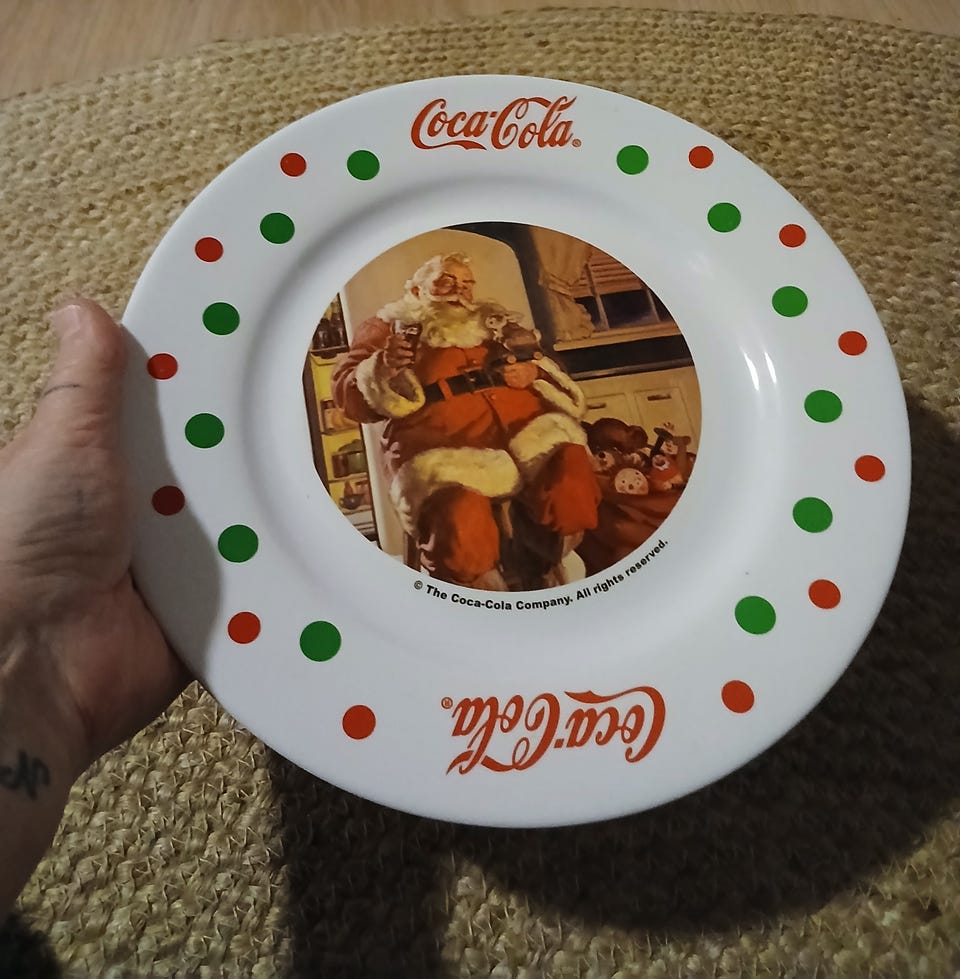 Coca-Cola®
© The Coca-Cola Company. All rights reserved.
Coca-Cola®